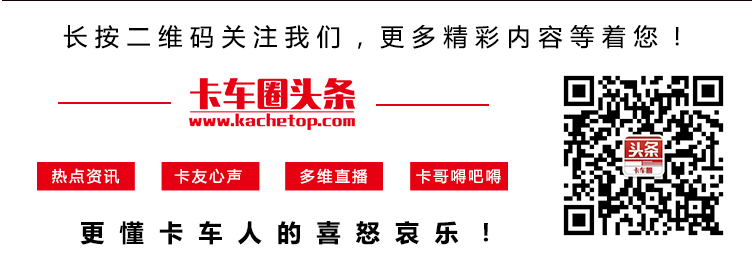 长按二维码关注我们，更多精彩内容等着您！
卡车圈头条
www.kachetop.com
热点资讯 卡友心声 多维直播 卡哥嘚吧嘚
更懂卡车人的喜怒哀乐！
头条
卡车圈